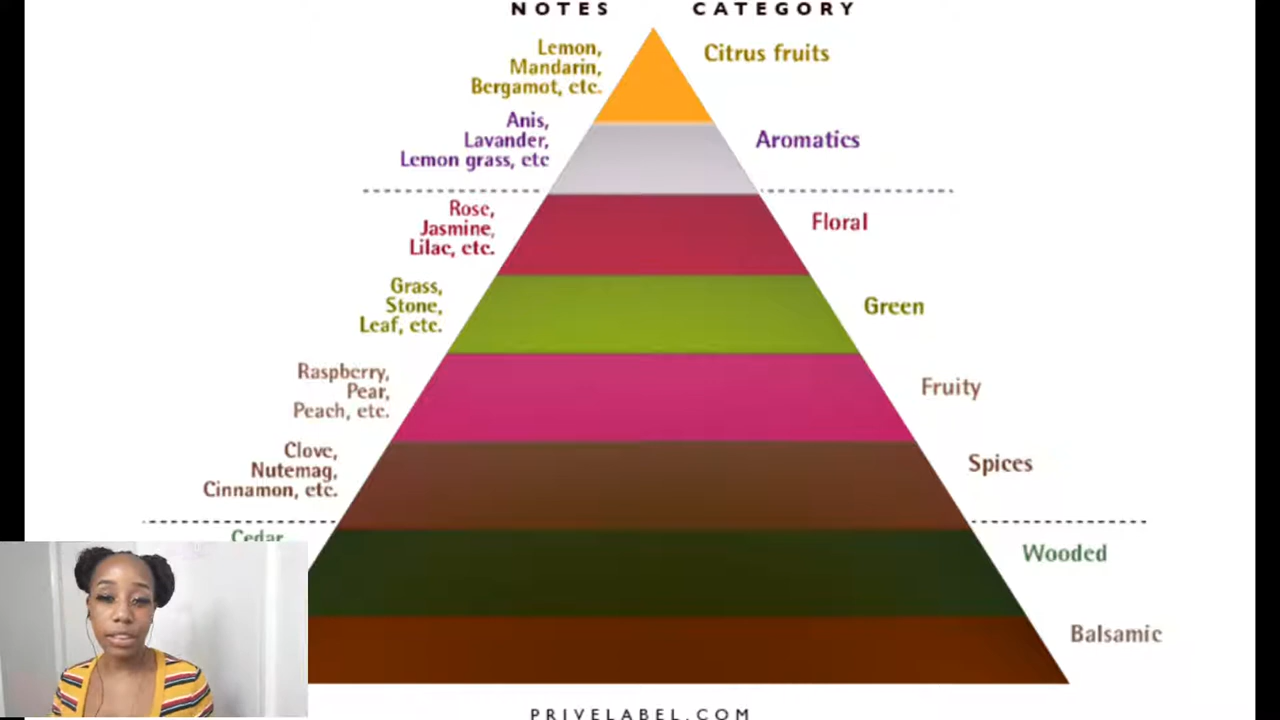 NOTES CATEGORY
Lemon,
Mandarin,
Bergamot, etc.
Citrus fruits
Anis,
Lavander,
Lemon grass, etc
Aromatics
Rose,
Jasmine,
Lilac, etc.
Floral
Grass,
Stone,
Leaf, etc.
Green
Raspberry,
Pear,
Peach, etc.
Fruity
Clove,
Nutemag,
Cinnamon, etc.
Spices
Cedar
Wooded
Balsamic
PRIVELABEL.COM